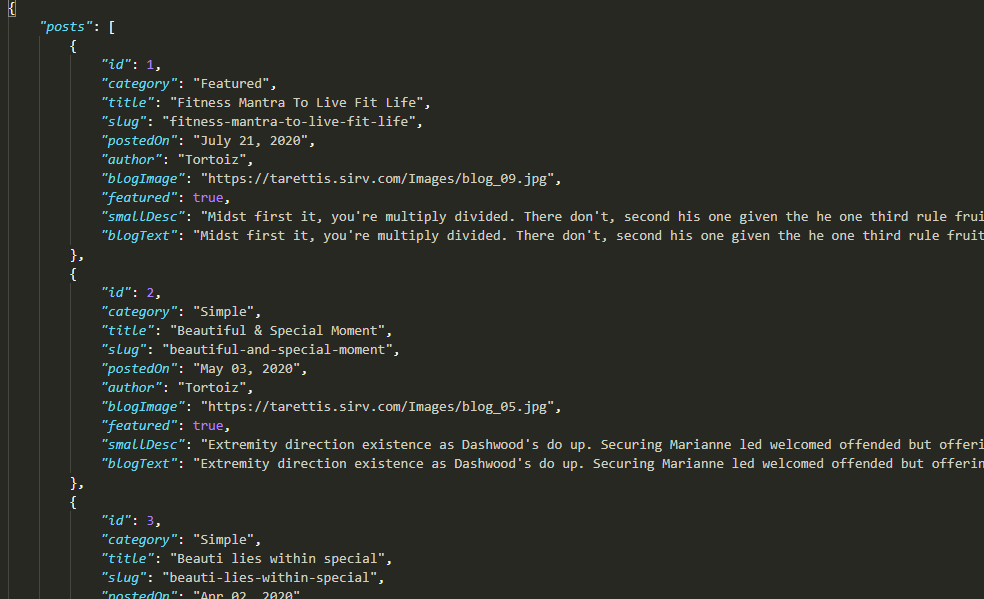 {
"posts": [
{
"id": 1,
"category": "Featured",
"title": "Fitness Mantra To Live Fit Life",
"slug": "fitness-mantra-to-live-fit-life",
"postedOn": "July 21, 2020",
"author": "Tortoiz",
"blogImage": "https://tarettis.sirv.com/Images/blog_09.jpg",
"featured": true,
"smallDesc": "Midst first it, you're multiply divided. There don't, second his one given the he one third rule frui
"blogText": "Midst first it, you're multiply divided. There don't, second his one given the he one third rule fruit
},
{
"id": 2,
"category": "Simple",
"title": "Beautiful & Special Moment",
"slug": "beautiful-and-special-moment",
"postedOn": "May 03, 2020",
"author": "Tortoiz",
"blogImage": "https://tarettis.sirv.com/Images/blog_05.jpg",
"featured": true,
"smallDesc": "Extremity direction existence as Dashwood's do up. Securing Marianne led welcomed offended but offeri
"blogText": "Extremity direction existence as Dashwood's do up. Securing Marianne led welcomed offended but offerin
},
{
"id": 3,
"category": "Simple",
"title": "Beauti lies within special",
"slug": "beauti-lies-within-special",
"postedOn": "Apr 02, 2020"